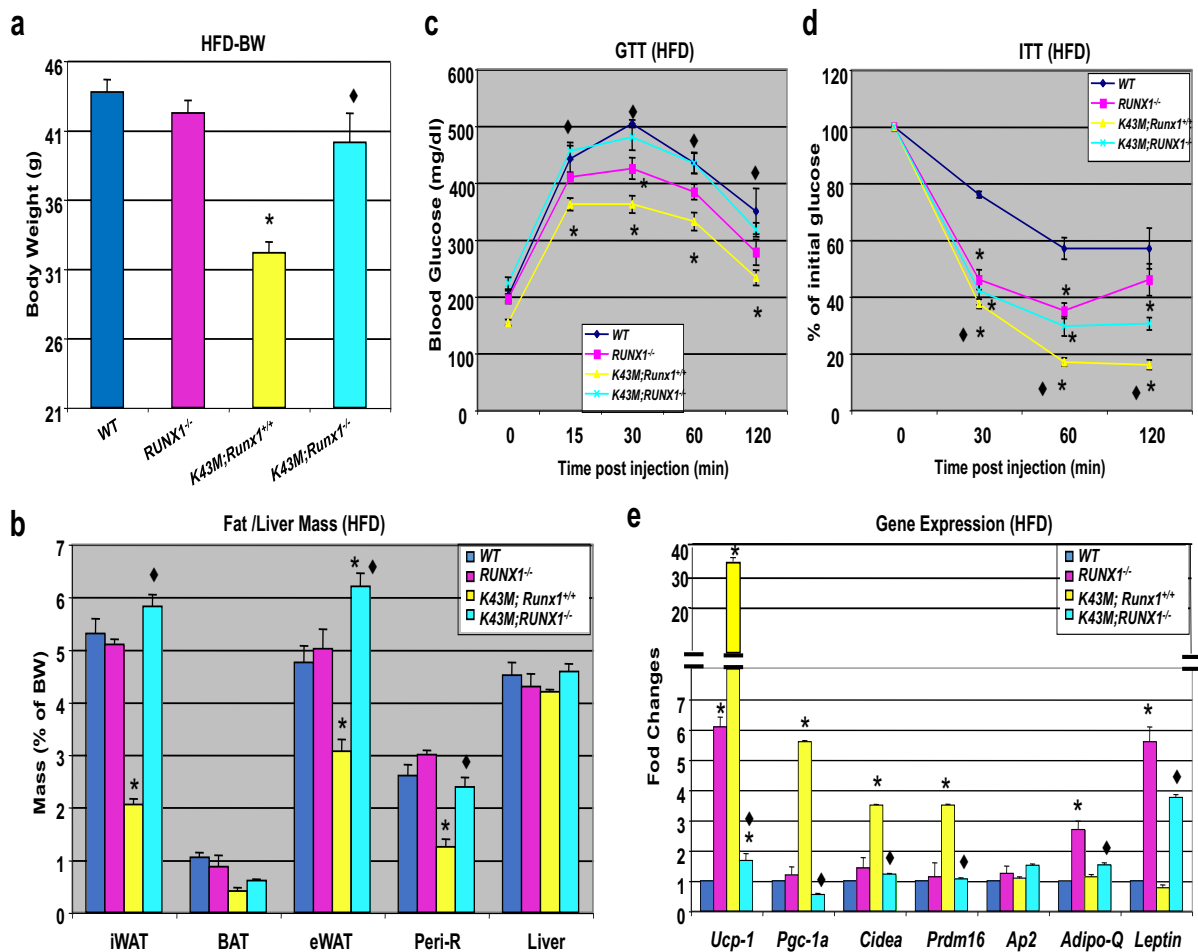 a
HFD-BW
Body Weight (g)
46
41
36
31
26
21
*
♦
WT
RUNX1-/-
K43M;Runx1+/+
K43M;Runx1-/-
c
GTT (HFD)
Blood Glucose (mg/dl)
600
500
400
300
200
100
0
♦ ♦ ♦ ♦
*
* * * *
WT
RUNX1-/-
K43M;Runx1+/+
K43M;RUNX1-/-
0 15 30 60 120
Time post injection (min)
d
ITT (HFD)
% of initial glucose
120
100
80
60
40
20
0
WT
RUNX1-/-
K43M;Runx1+/+
K43M;RUNX1-/-
* * *
* *
♦ * ♦ * ♦ *
0 30 60 120
Time post injection (min)
b
Fat /Liver Mass (HFD)
Mass (% of BW)
7
6
5
4
3
2
1
0
♦ * ♦ ♦
* * *
WT
RUNX1-/-
K43M; Runx1+/+
K43M;RUNX1-/-
iWAT BAT eWAT Peri-R Liver
e
Gene Expression (HFD)
Fod Changes
40
30
20
7
6
5
4
3
2
1
0
* * * * * * *
♦ * ♦ ♦ ♦ ♦ ♦
WT
RUNX1-/-
K43M; Runx1+/+
K43M;RUNX1-/-
Ucp-1 Pgc-1a Cidea Prdm16 Ap2 Adipo-Q Leptin